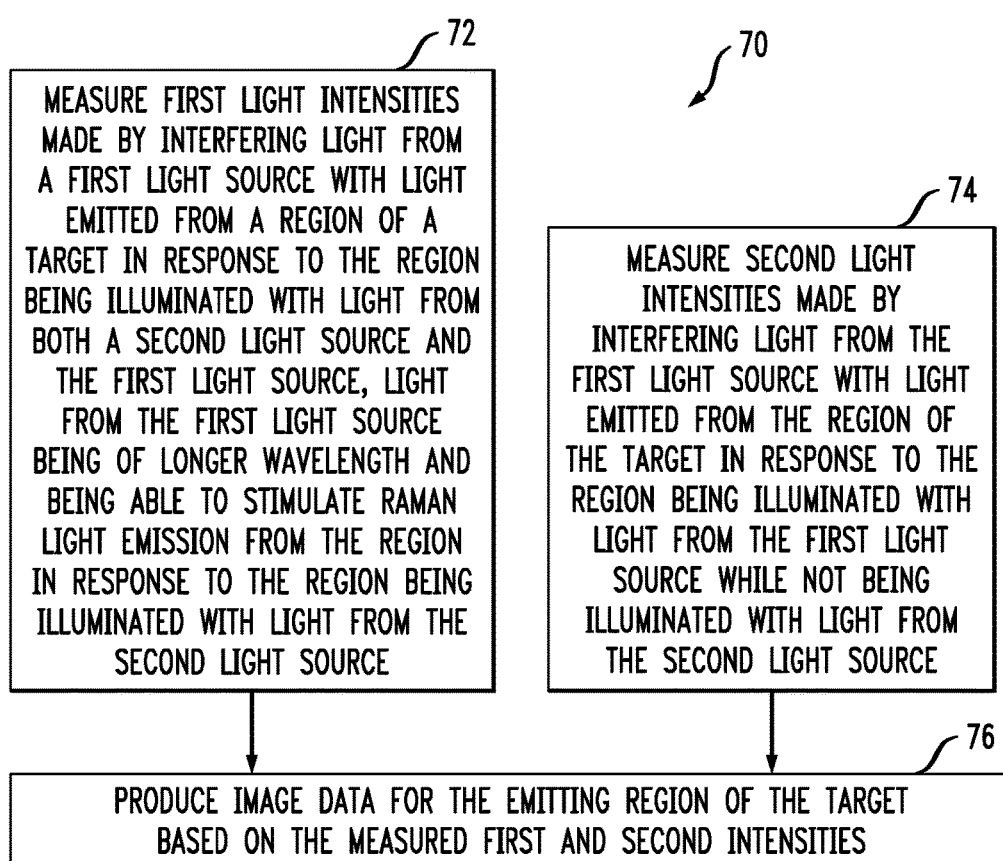 72
70
MEASURE FIRST LIGHT INTENSITIES
MADE BY INTERFERING LIGHT FROM
A FIRST LIGHT SOURCE WITH LIGHT
EMITTED FROM A REGION OF A
TARGET IN RESPONSE TO THE REGION
BEING ILLUMINATED WITH LIGHT FROM
BOTH A SECOND LIGHT SOURCE AND
THE FIRST LIGHT SOURCE, LIGHT
FROM THE FIRST LIGHT SOURCE
BEING OF LONGER WAVELENGTH AND
BEING ABLE TO STIMULATE RAMAN
LIGHT EMISSION FROM THE REGION
IN RESPONSE TO THE REGION BEING
ILLUMINATED WITH LIGHT FROM THE
SECOND LIGHT SOURCE
74
MEASURE SECOND LIGHT
INTENSITIES MADE BY
INTERFERING LIGHT FROM THE
FIRST LIGHT SOURCE WITH LIGHT
EMITTED FROM THE REGION OF
THE TARGET IN RESPONSE TO THE
REGION BEING ILLUMINATED WITH
LIGHT FROM THE FIRST LIGHT
SOURCE WHILE NOT BEING
ILLUMINATED WITH LIGHT FROM
THE SECOND LIGHT SOURCE
76
PRODUCE IMAGE DATA FOR THE EMITTING REGION OF THE TARGET
BASED ON THE MEASURED FIRST AND SECOND INTENSITIES